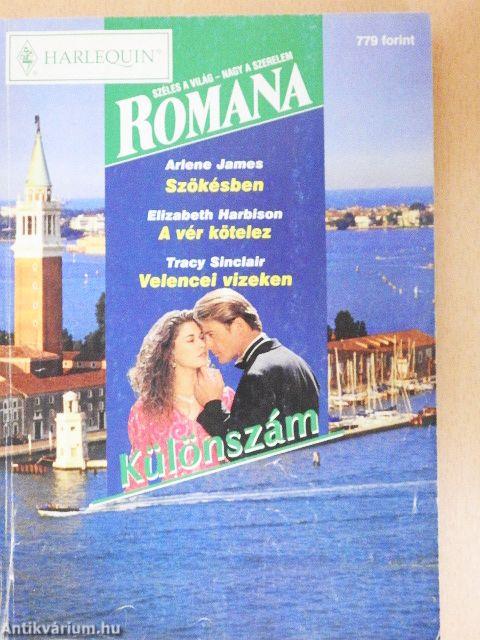 HARLEQUIN®
779 forint
SZÉLES A VILÁG – NAGY A SZERELEM
ROMANA
Arlene James
Szökésben
Elizabeth Harbison
A vér kötelez
Tracy Sinclair
Velencei vizeken
Különszám
Antikvárium.hu